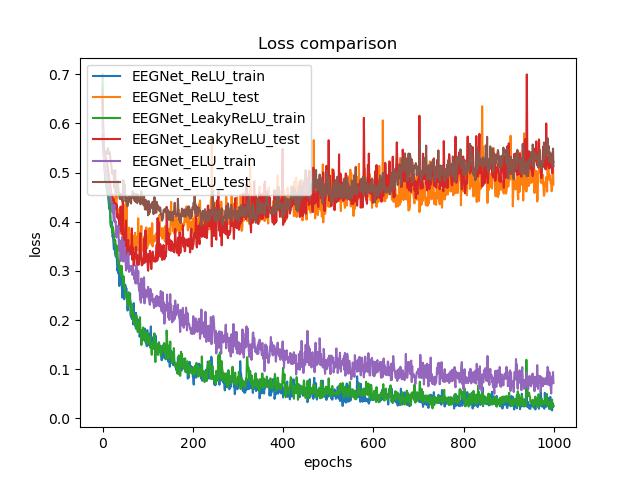 Loss comparison
EEGNet_ReLU_train
EEGNet_ReLU_test
EEGNet_LeakyReLU_train
EEGNet_LeakyReLU_test
EEGNet_ELU_train
EEGNet_ELU_test
0.7
0.6
0.5
0.4
0.3
0.2
0.1
0.0
loss
0 200 400 600 800 1000
epochs